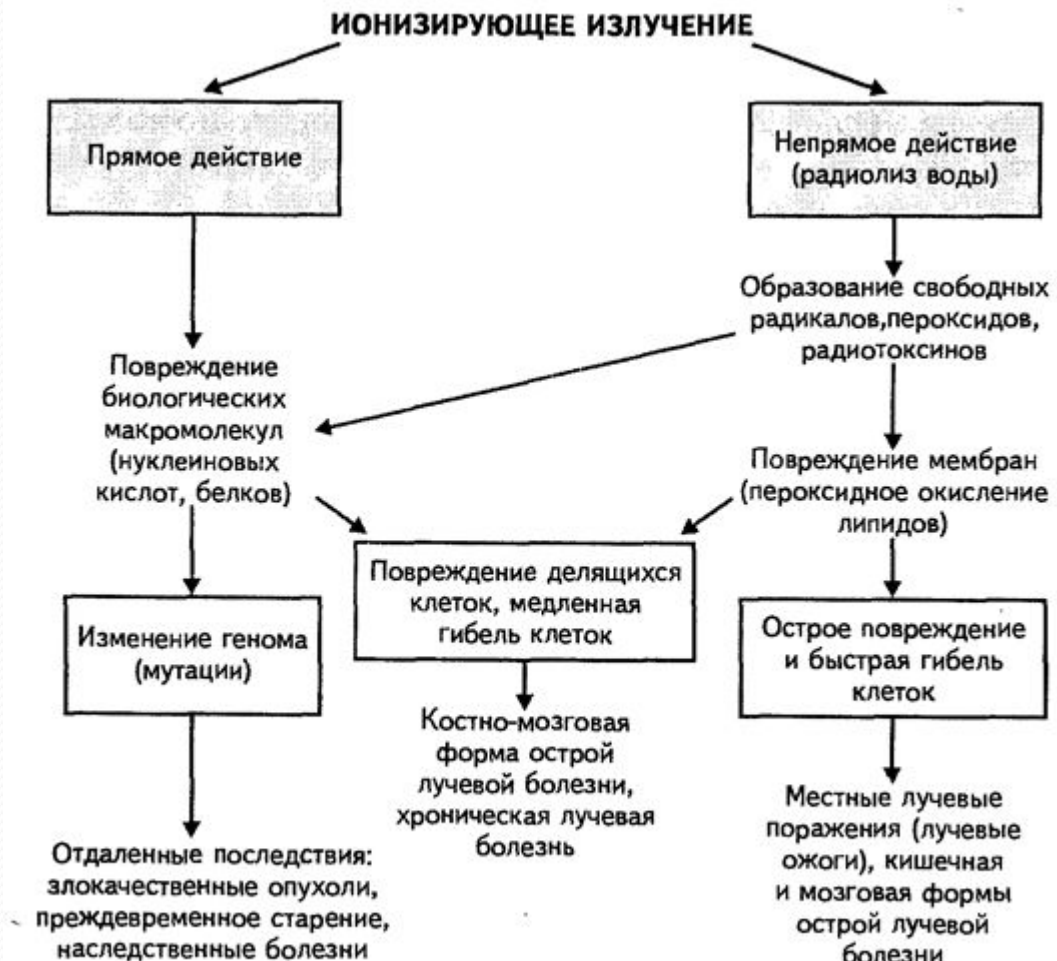 ИОНИЗИРУЮЩЕЕ ИЗЛУЧЕНИЕ
Прямое действие
Непрямое действие
(радиолиз воды)
Образование свободных
радикалов,пероксидов,
радиотоксинов
Повреждение
биологических
макромолекул
(нуклеиновых
кислот, белков)
Повреждение мембран
(пероксидное окисление
липидов)
Повреждение делящихся
клеток, медленная
гибель клеток
Изменение генома
(мутации)
Острое повреждение
и быстрая гибель
клеток
Костно-мозговая
форма острой
лучевой болезни,
хроническая лучевая
болезнь
Местные лучевые
поражения (лучевые
ожоги), кишечная
и мозговая формы
острой лучевой
болезни
Отдаленные последствия:
злокачественные опухоли,
преждевременное старение,
наследственные болезни